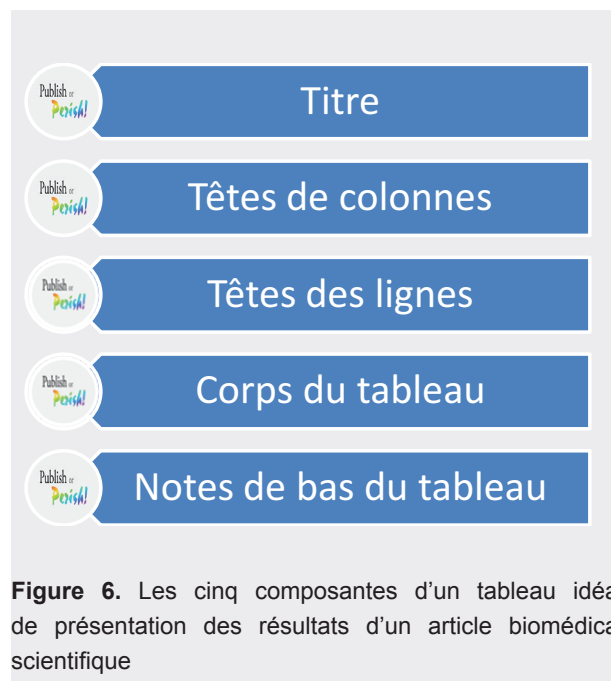 Publish or
Perish!
Titre
Publish or
Perish!
Têtes de colonnes
Publish or
Perish!
Têtes des lignes
Publish or
Perish!
Corps du tableau
Publish or
Perish!
Notes de bas du tableau
Figure 6. Les cinq composantes d'un tableau idéa
de présentation des résultats d'un article biomédica
scientifique